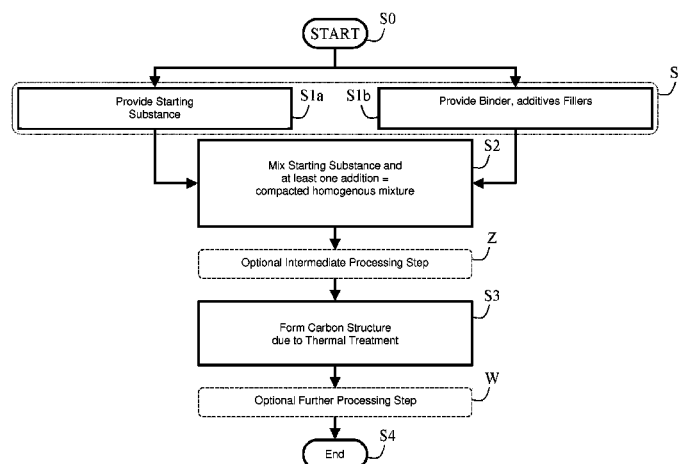 S0
START
S
S1a
S1b
Provide Starting
Substance
Provide Binder, additives Fillers
S2
Mix Starting Substance and
at least one addition =
compacted homogenous mixture
Z
Optional Intermediate Processing Step
S3
Form Carbon Structure
due to Thermal Treatment
W
Optional Further Processing Step
S4
End